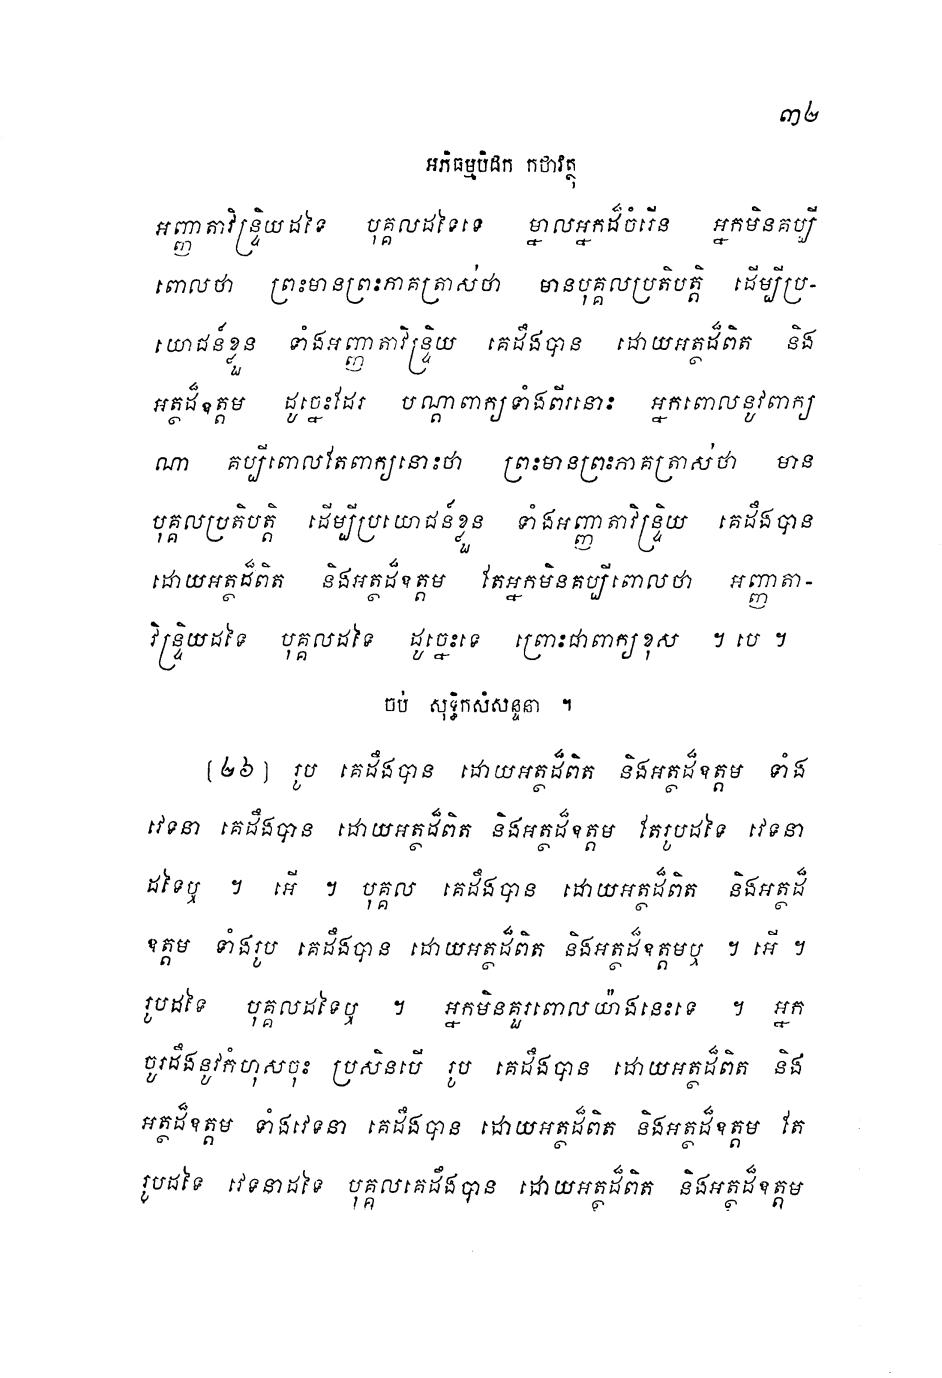 ៣២
អភិធម្មបិដក កថាវត្ថុ
អញ្ញាតាវិន្ទ្រិយដទៃ បុគ្គលដទៃទេ ម្នាលអ្នកដ៏ចំរើន អ្នកមិនគប្បី
ពោលថា ព្រះមានព្រះភាគត្រាស់ថា មានបុគ្គលប្រតិបត្តិ ដើម្បីប្រ-
យោជន៍ខ្លួន ទាំងអញ្ញាតាវិន្ទ្រិយ គេដឹងបាន ដោយអត្ថដ៏ពិត និង
អត្ថដ៏ឧត្តម ដូច្នេះដែរ បណ្តាពាក្យទាំងពីរនោះ អ្នកពោលនូវពាក្យ
ណា គប្បីពោលតែពាក្យនោះថា ព្រះមានព្រះភាគត្រាស់ថា មាន
បុគ្គលប្រតិបត្តិ ដើម្បីប្រយោជន៍ខ្លួន ទាំងអញ្ញាតាវិន្ទ្រិយ គេដឹងបាន
ដោយអត្ថដ៏ពិត និងអត្ថដ៏ឧត្តម តែអ្នកមិនគប្បីពោលថា អញ្ញាតា-
វិន្ទ្រិយដទៃ បុគ្គលដទៃ ដូច្នេះទេ ព្រោះជាពាក្យខុស ។ បេ ។
ចប់ សុទ្ធិកសំសន្ទនា ។
(២៦) រូប គេដឹងបាន ដោយអត្ថដ៏ពិត និងអត្ថដ៏ឧត្តម ទាំង
វេទនា គេដឹងបាន ដោយអត្ថដ៏ពិត និងអត្ថដ៏ឧត្តម តែរូបដទៃ វេទនា
ដទៃឬ ។ អើ ។ បុគ្គល គេដឹងបាន ដោយអត្ថដ៏ពិត និងអត្ថដ៏
ឧត្តម ទាំងរូប គេដឹងបាន ដោយអត្ថដ៏ពិត និងអត្ថដ៏ឧត្តមឬ ។ អើ ។
រូបដទៃ បុគ្គលដទៃឬ ។ អ្នកមិនគួរពោលយ៉ាងនេះទេ ។ អ្នក
ចូរដឹងនូវកំហុសចុះ ប្រសិនបើ រូប គេដឹងបាន ដោយអត្ថដ៏ពិត និង
អត្ថដ៏ឧត្តម ទាំងវេទនា គេដឹងបាន ដោយអត្ថដ៏ពិត និងអត្ថដ៏ឧត្តម តែ
រូបដទៃ វេទនាដទៃ បុគ្គលគេដឹងបាន ដោយអត្ថដ៏ពិត និងអត្ថដ៏ឧត្តម